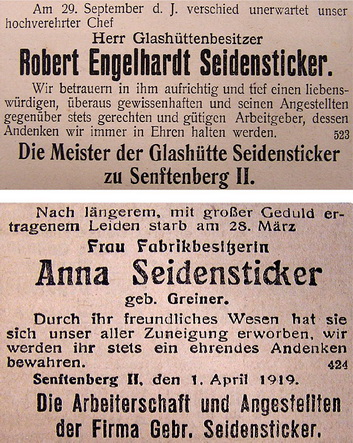 Am 29. September d. J. verschied unerwartet unser
hochverehrter Chef
Herr Glashüttenbesitzer
Robert Engelhardt Seidensticker.
Wir betrauern in ihm aufrichtig und tief einen liebens-
würdigen, überaus gewissenhaften und seinen Angestellten
gegenüber stets gerechten und gütigen Arbeitgeber, dessen
Andenken wir immer in Ehren halten werden. 523
Die Meister der Glashütte Seidensticker
zu Senftenberg II.
Nach längerem, mit großer Geduld er-
tragenem Leiden starb am 28. März
Frau Fabrikbesitzerin
Anna Seidensticker
geb. Greiner.
Durch ihr freundliches Wesen hat sie
sich unser aller Zuneigung erworben, wir
werden ihr stets ein ehrendes Andenken
bewahren. 424
Senftenberg II, den 1. April 1919.
Die Arbeiterschaft und Angestellten
der Firma Gebr. Seidensticker.